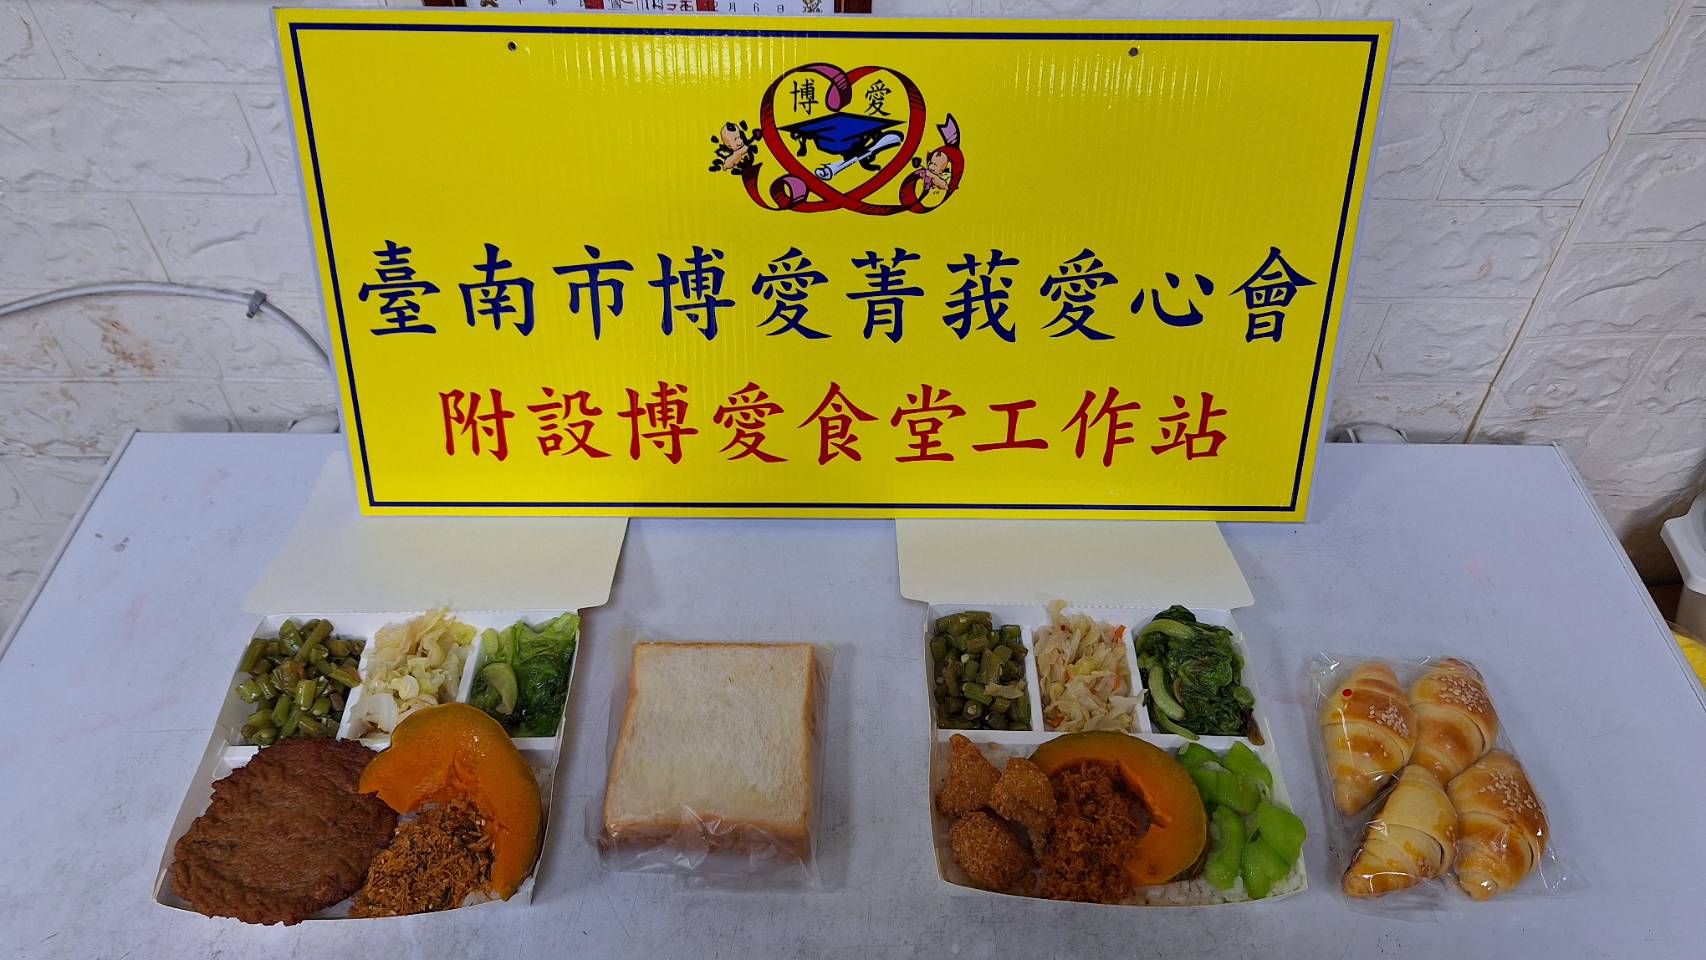 博 愛
臺南市博愛菁莪愛心會
附設博愛食堂工作站